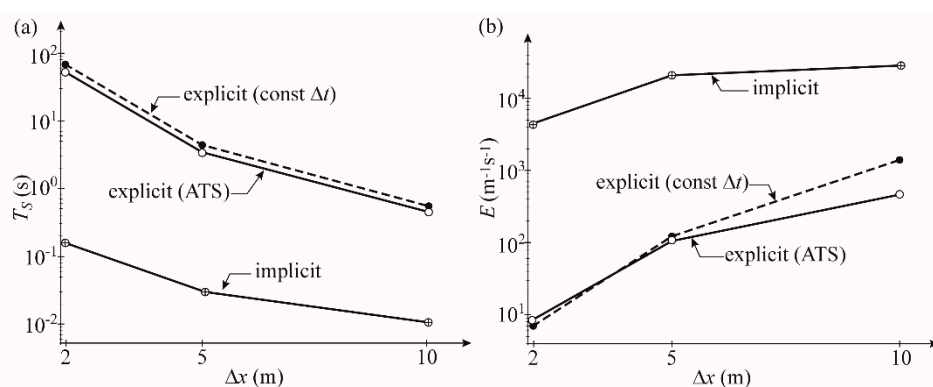 (a)
10²
10¹
10⁰
10⁻¹
10⁻²
T_S (s)
explicit (const Δt)
explicit (ATS)
implicit
2 5 10
Δx (m)
(b)
10⁴
10³
10²
10¹
E (m⁻¹s⁻¹)
implicit
explicit (const Δt)
explicit (ATS)
2 5 10
Δx (m)